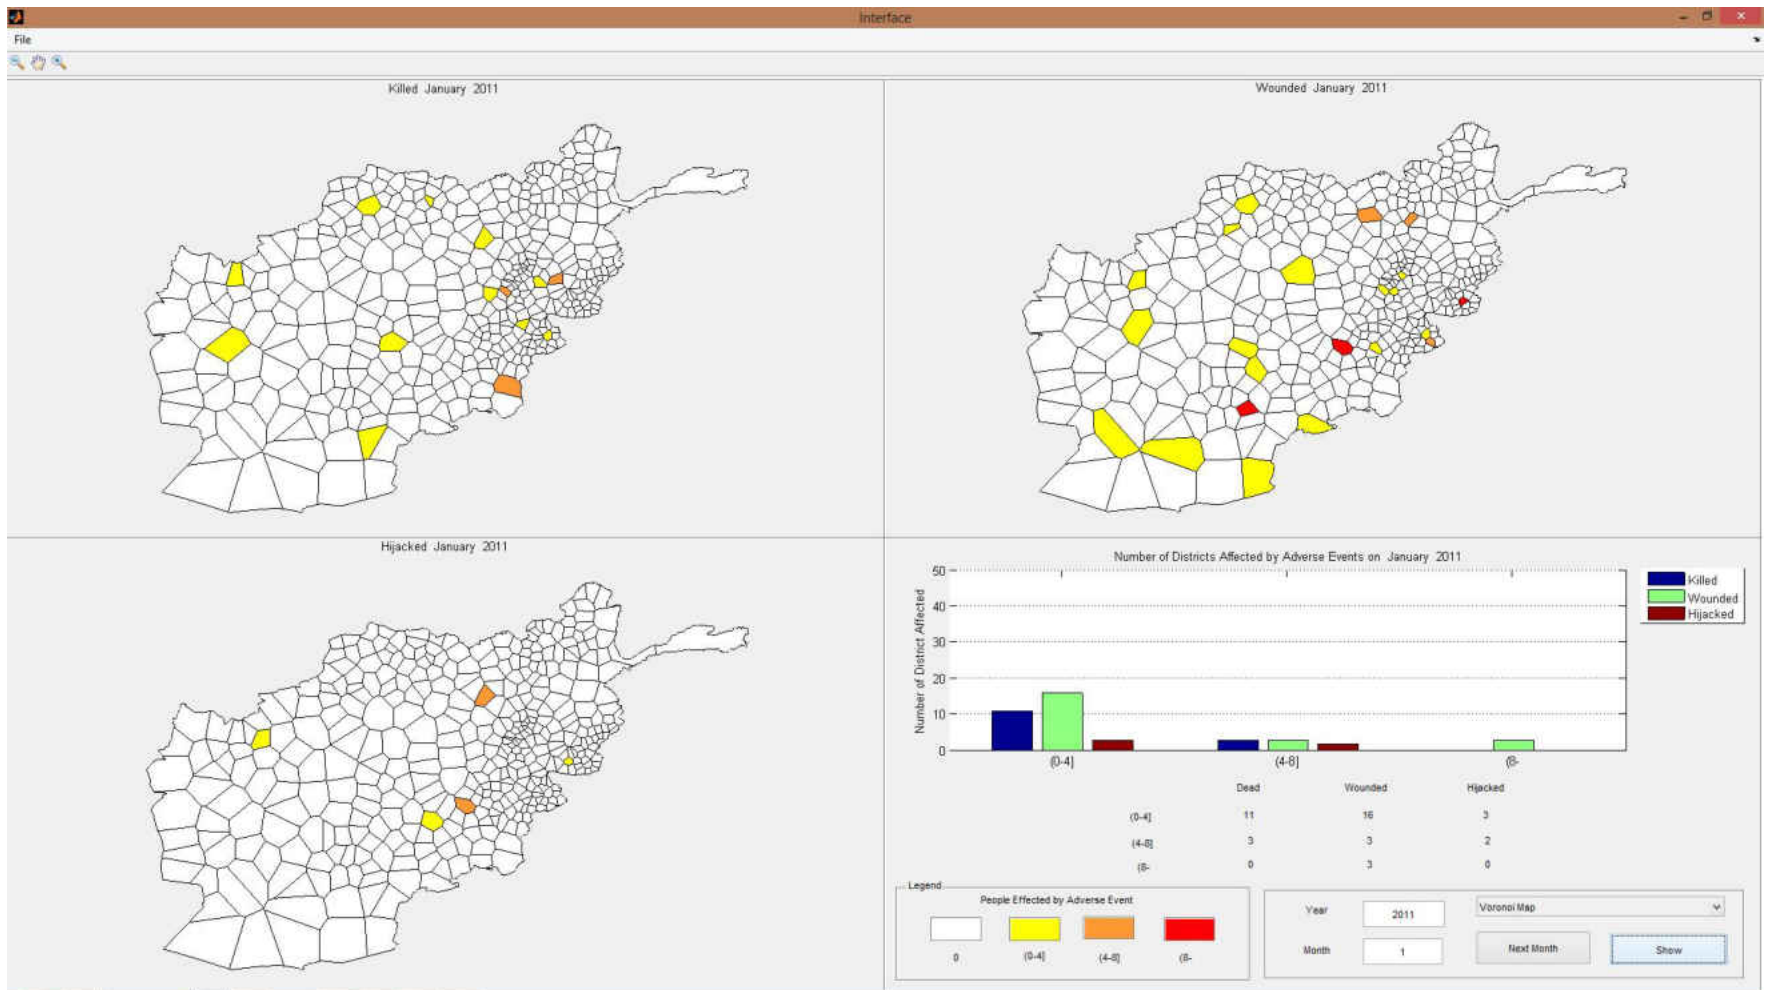 Interface
File
Killed January 2011
Wounded January 2011
Hijacked January 2011
Number of Districts Affected by Adverse Events on January 2011
Number of District Affected
50
40
30
20
10
0
(0-4]
(4-8]
(8-
Killed
Wounded
Hijacked
Dead Wounded Hijacked
(0-4] 11 16 3
(4-8] 3 3 2
(8- 0 3 0
Legend
People Effected by Adverse Event
0 (0-4] (4-8] (8-
Year 2011 Voronoi Map
Month 1 Next Month Show